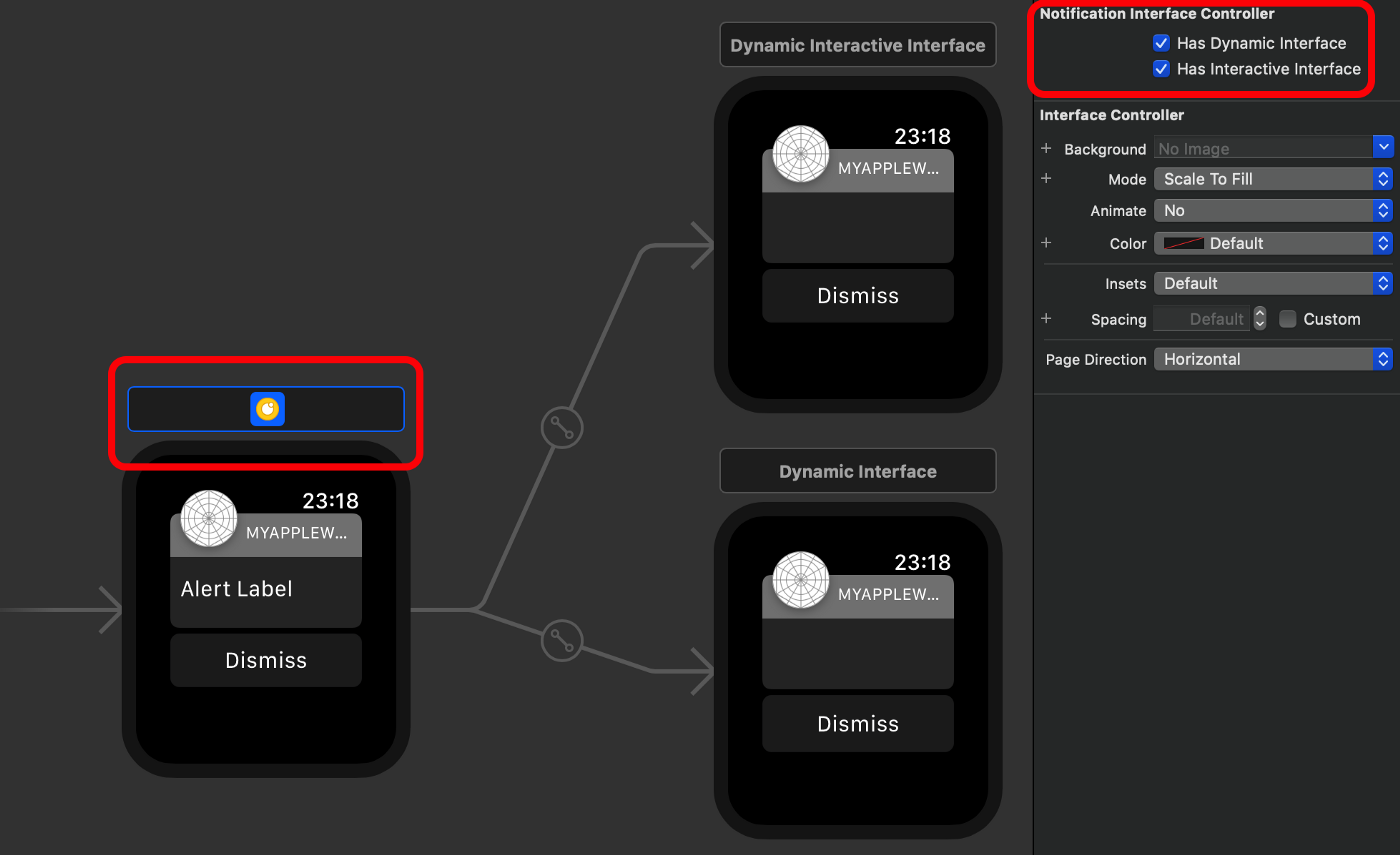 Dynamic Interactive Interface
23:18
MYAPPLEW...
Dismiss
23:18
MYAPPLEW...
Alert Label
Dismiss
Dynamic Interface
23:18
MYAPPLEW...
Dismiss
Notification Interface Controller
Has Dynamic Interface
Has Interactive Interface
Interface Controller
+ Background No Image
+ Mode Scale To Fill
Animate No
+ Color Default
Insets Default
+ Spacing Default Custom
Page Direction Horizontal